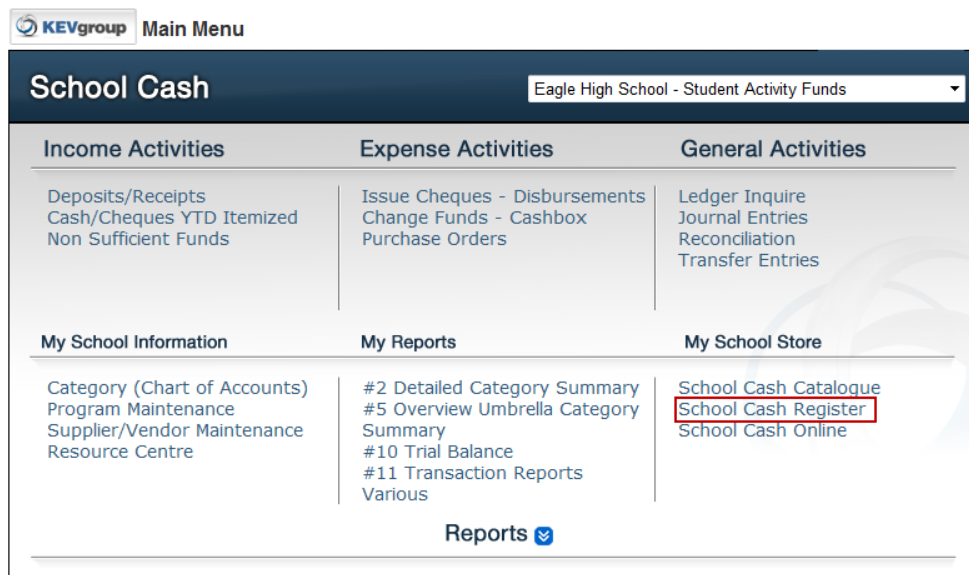 KEVgroup Main Menu
School Cash
Eagle High School - Student Activity Funds
Income Activities
Deposits/Receipts
Cash/Cheques YTD Itemized
Non Sufficient Funds
Expense Activities
Issue Cheques - Disbursements
Change Funds - Cashbox
Purchase Orders
General Activities
Ledger Inquire
Journal Entries
Reconciliation
Transfer Entries
My School Information
Category (Chart of Accounts)
Program Maintenance
Supplier/Vendor Maintenance
Resource Centre
My Reports
#2 Detailed Category Summary
#5 Overview Umbrella Category
Summary
#10 Trial Balance
#11 Transaction Reports
Various
My School Store
School Cash Catalogue
School Cash Register
School Cash Online
Reports